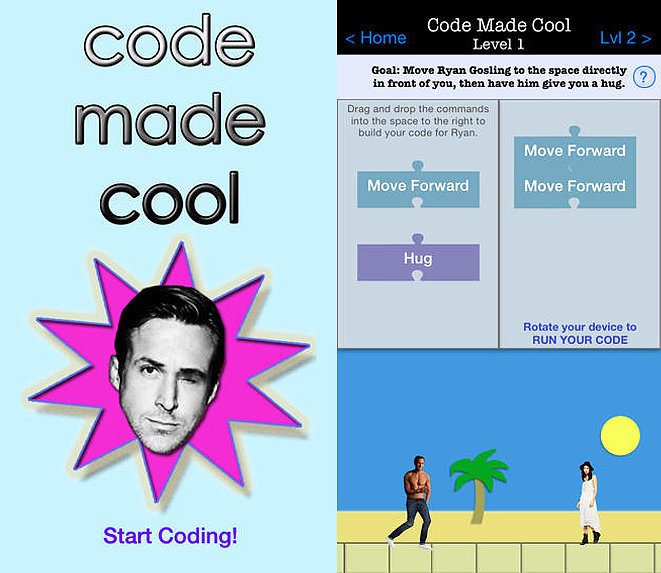 code
made
cool
Start Coding!
Code Made Cool
< Home
Level 1
Lvl 2 >
Goal: Move Ryan Gosling to the space directly
in front of you, then have him give you a hug.
?
Drag and drop the commands
into the space to the right to
build your code for Ryan.
Move Forward
Hug
Move Forward
Move Forward
Rotate your device to
RUN YOUR CODE